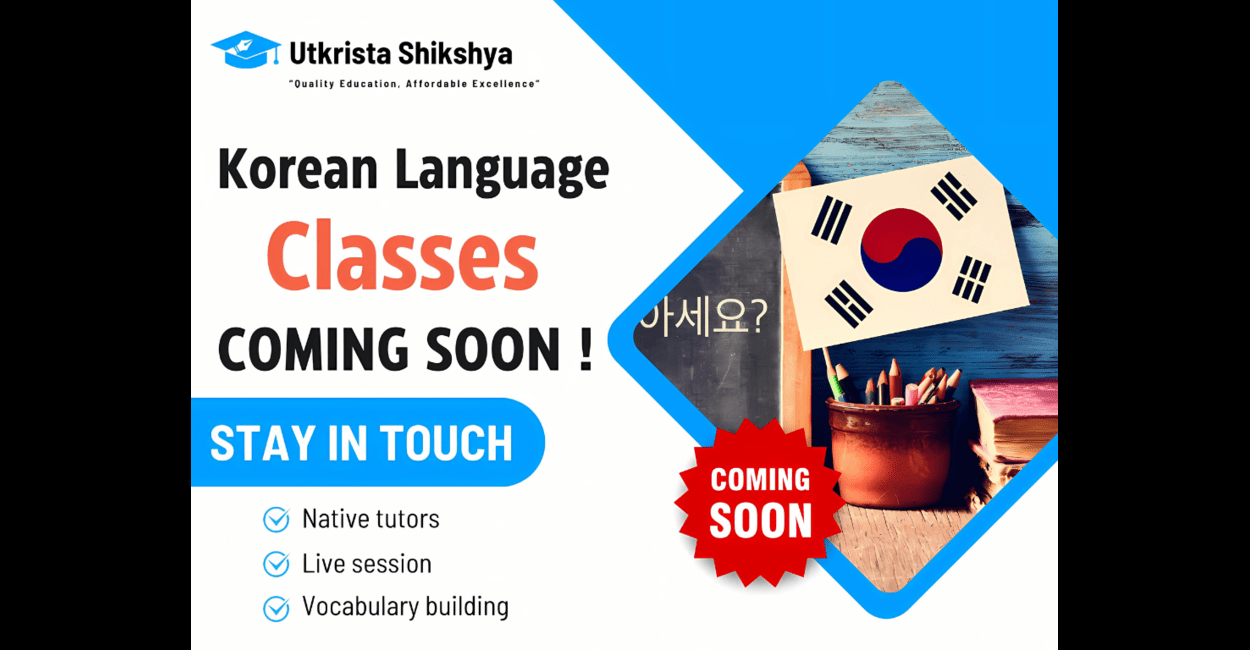 Utkrista Shikshya
"Quality Education, Affordable Excellence"
Korean Language
Classes
COMING SOON !
STAY IN TOUCH
Native tutors
Live session
Vocabulary building
아세요?
COMING
SOON